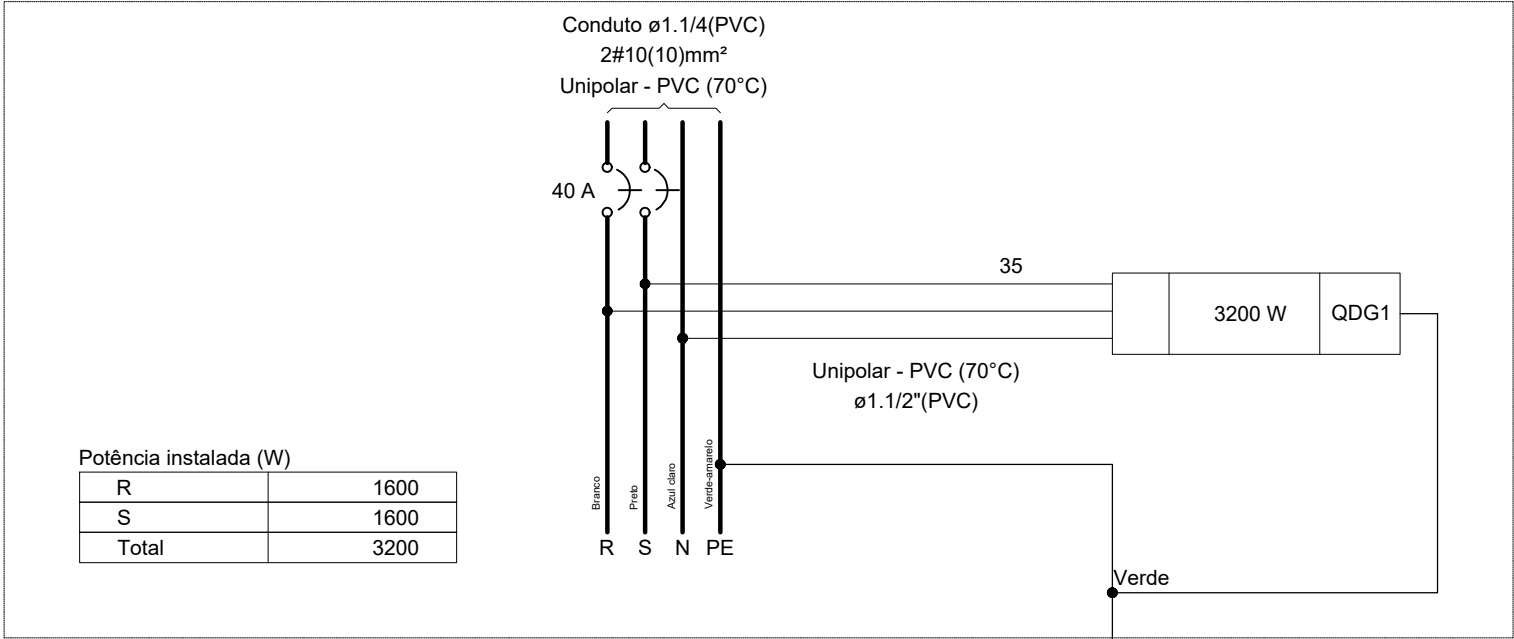 Conduto ø1.1/4(PVC)
2#10(10)mm²
Unipolar - PVC (70°C)
40 A
35
3200 W
QDG1
Unipolar - PVC (70°C)
ø1.1/2"(PVC)
Potência instalada (W)
R 1600
S 1600
Total 3200
Branco
Preto
Azul claro
Verde-amarelo
R S N PE
Verde